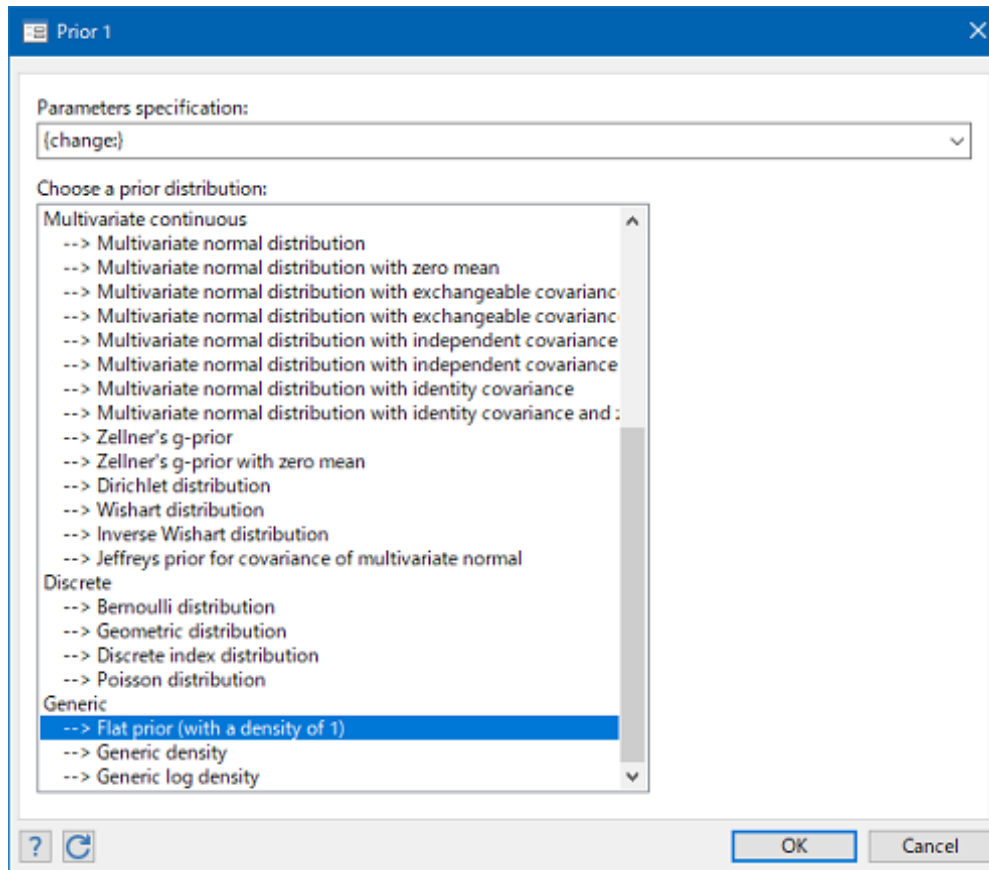 Prior 1
Parameters specification:
{change:}
Choose a prior distribution:
Multivariate continuous
--> Multivariate normal distribution
--> Multivariate normal distribution with zero mean
--> Multivariate normal distribution with exchangeable covarianc
--> Multivariate normal distribution with exchangeable covarianc
--> Multivariate normal distribution with independent covariance
--> Multivariate normal distribution with independent covariance
--> Multivariate normal distribution with identity covariance
--> Multivariate normal distribution with identity covariance and z
--> Zellner's g-prior
--> Zellner's g-prior with zero mean
--> Dirichlet distribution
--> Wishart distribution
--> Inverse Wishart distribution
--> Jeffreys prior for covariance of multivariate normal
Discrete
--> Bernoulli distribution
--> Geometric distribution
--> Discrete index distribution
--> Poisson distribution
Generic
--> Flat prior (with a density of 1)
--> Generic density
--> Generic log density
?
OK
Cancel